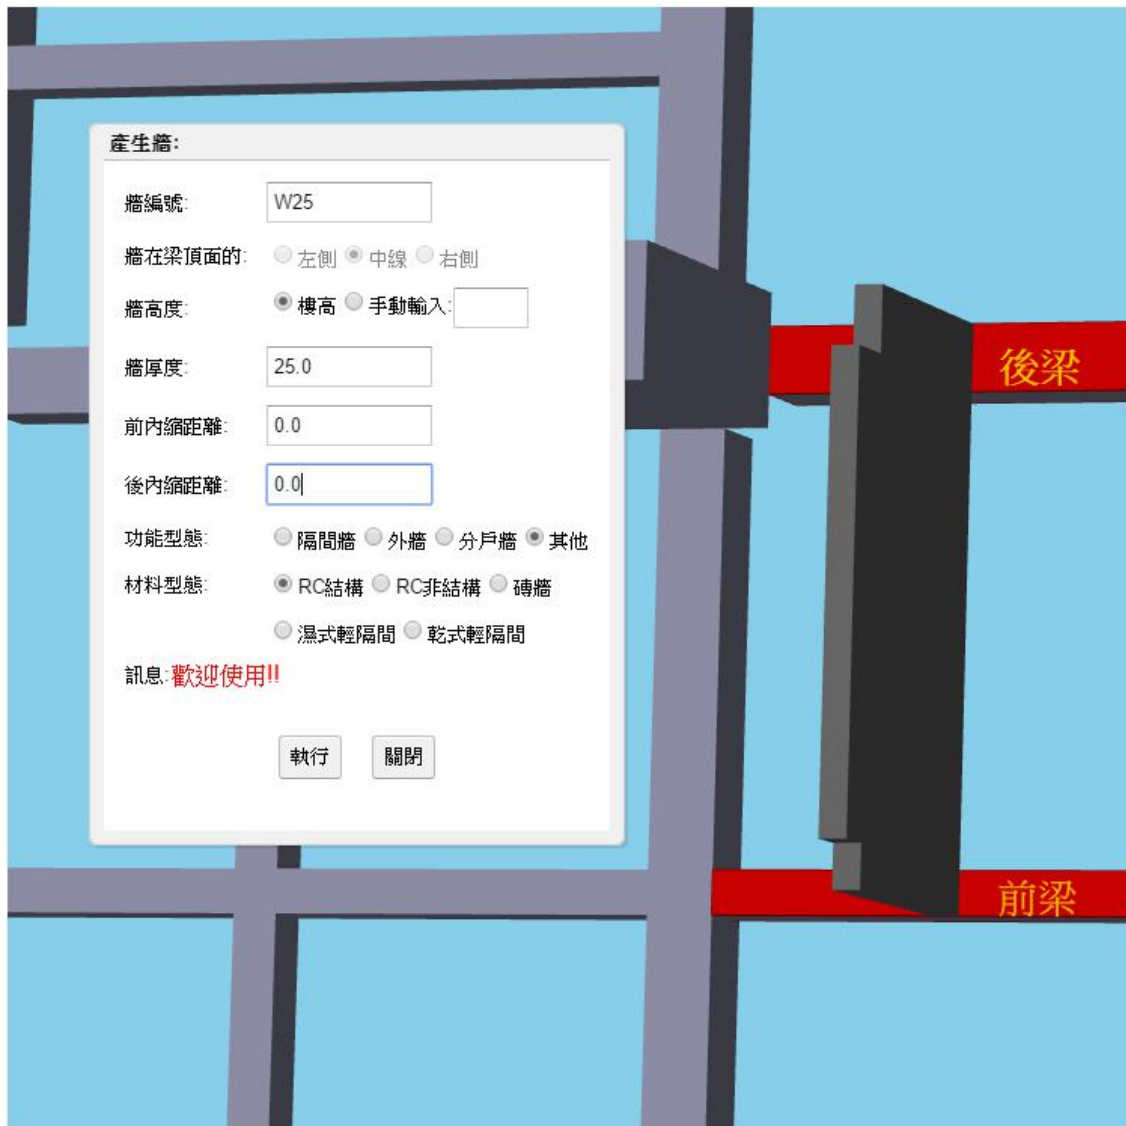 產生牆:
牆編號: W25
牆在梁頂面的: 左側 中線 右側
牆高度: 樓高 手動輸入:
牆厚度: 25.0
前內縮距離: 0.0
後內縮距離: 0.0
功能型態: 隔間牆 外牆 分戶牆 其他
材料型態: RC結構 RC非結構 磚牆
濕式輕隔間 乾式輕隔間
訊息:歡迎使用!!
執行 關閉
後梁
前梁